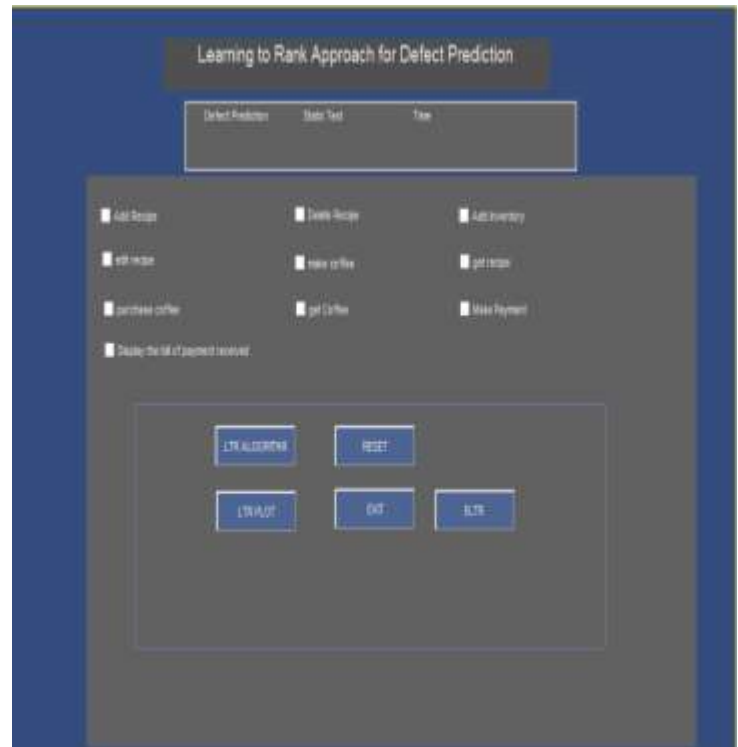 Learning to Rank Approach for Defect Prediction
Defect Prediction Static Text Time
Add Recipe Delete Recipe Add Inventory
edit recipe make coffee get recipe
purchase coffee get Coffee Make Payment
Display the bill of payment received
LTR ALGORITHM RESET
LTR PLOT EXIT ELTR